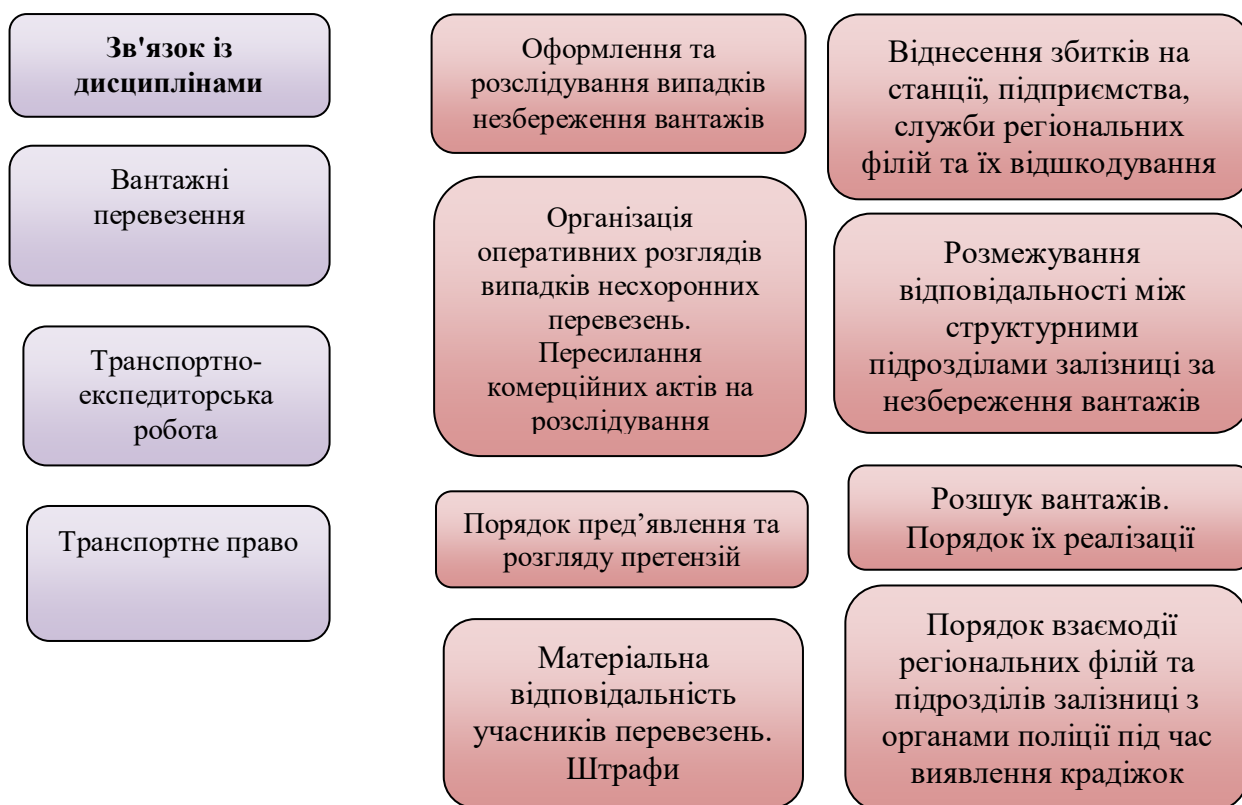 Зв'язок із
дисциплінами
Вантажні
перевезення
Транспортно-
експедиторська
робота
Транспортне право
Оформлення та
розслідування випадків
незбереження вантажів
Організація
оперативних розглядів
випадків несхоронних
перевезень.
Пересилання
комерційних актів на
розслідування
Порядок пред’явлення та
розгляду претензій
Матеріальна
відповідальність
учасників перевезень.
Штрафи
Віднесення збитків на
станції, підприємства,
служби регіональних
філій та їх відшкодування
Розмежування
відповідальності між
структурними
підрозділами залізниці за
незбереження вантажів
Розшук вантажів.
Порядок їх реалізації
Порядок взаємодії
регіональних філій та
підрозділів залізниці з
органами поліції під час
виявлення крадіжок